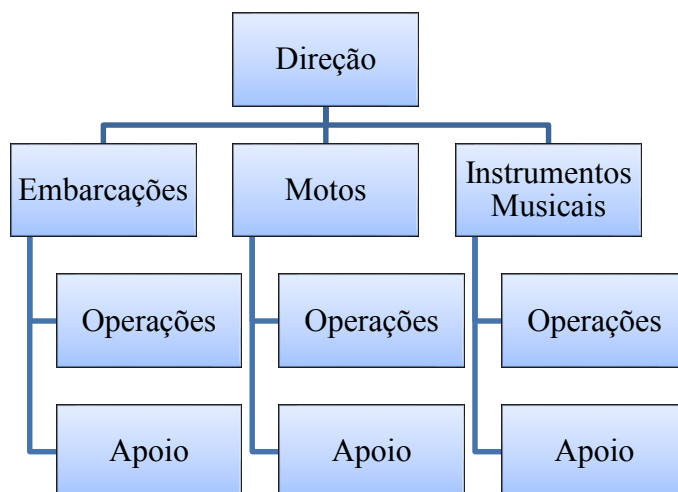 Direção
Embarcações
Motos
Instrumentos
Musicais
Operações
Operações
Operações
Apoio
Apoio
Apoio